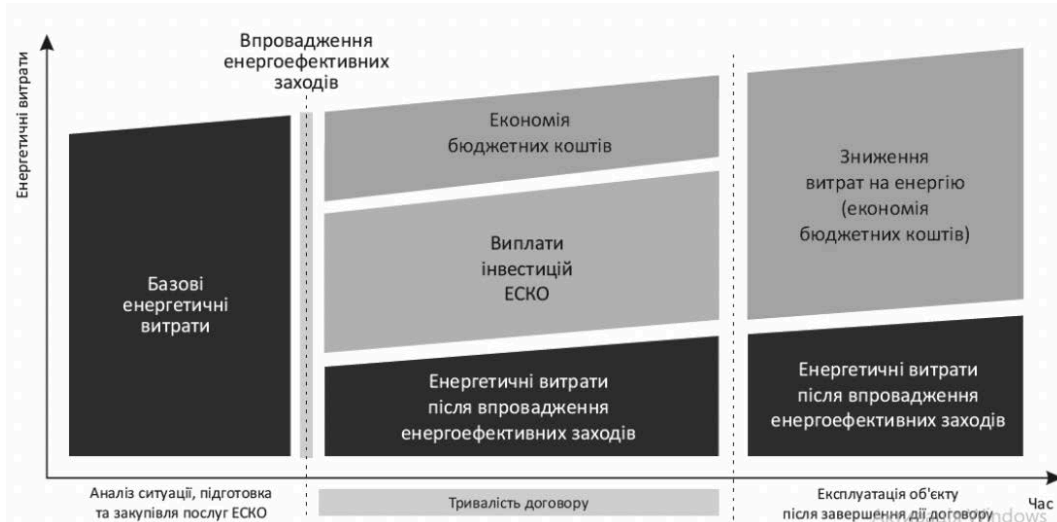 Впровадження
енергоефективних
заходів
Енергетичні витрати
Базові
енергетичні
витрати
Економія
бюджетних коштів
Виплати
інвестицій
ЕСКО
Енергетичні витрати
після впровадження
енергоефективних заходів
Зниження
витрат на енергію
(економія
бюджетних коштів)
Енергетичні витрати
після впровадження
енергоефективних заходів
Аналіз ситуації, підготовка
та закупівля послуг ЕСКО
Тривалість договору
Експлуатація об'єкту
після завершення дії договору
Час
Windows